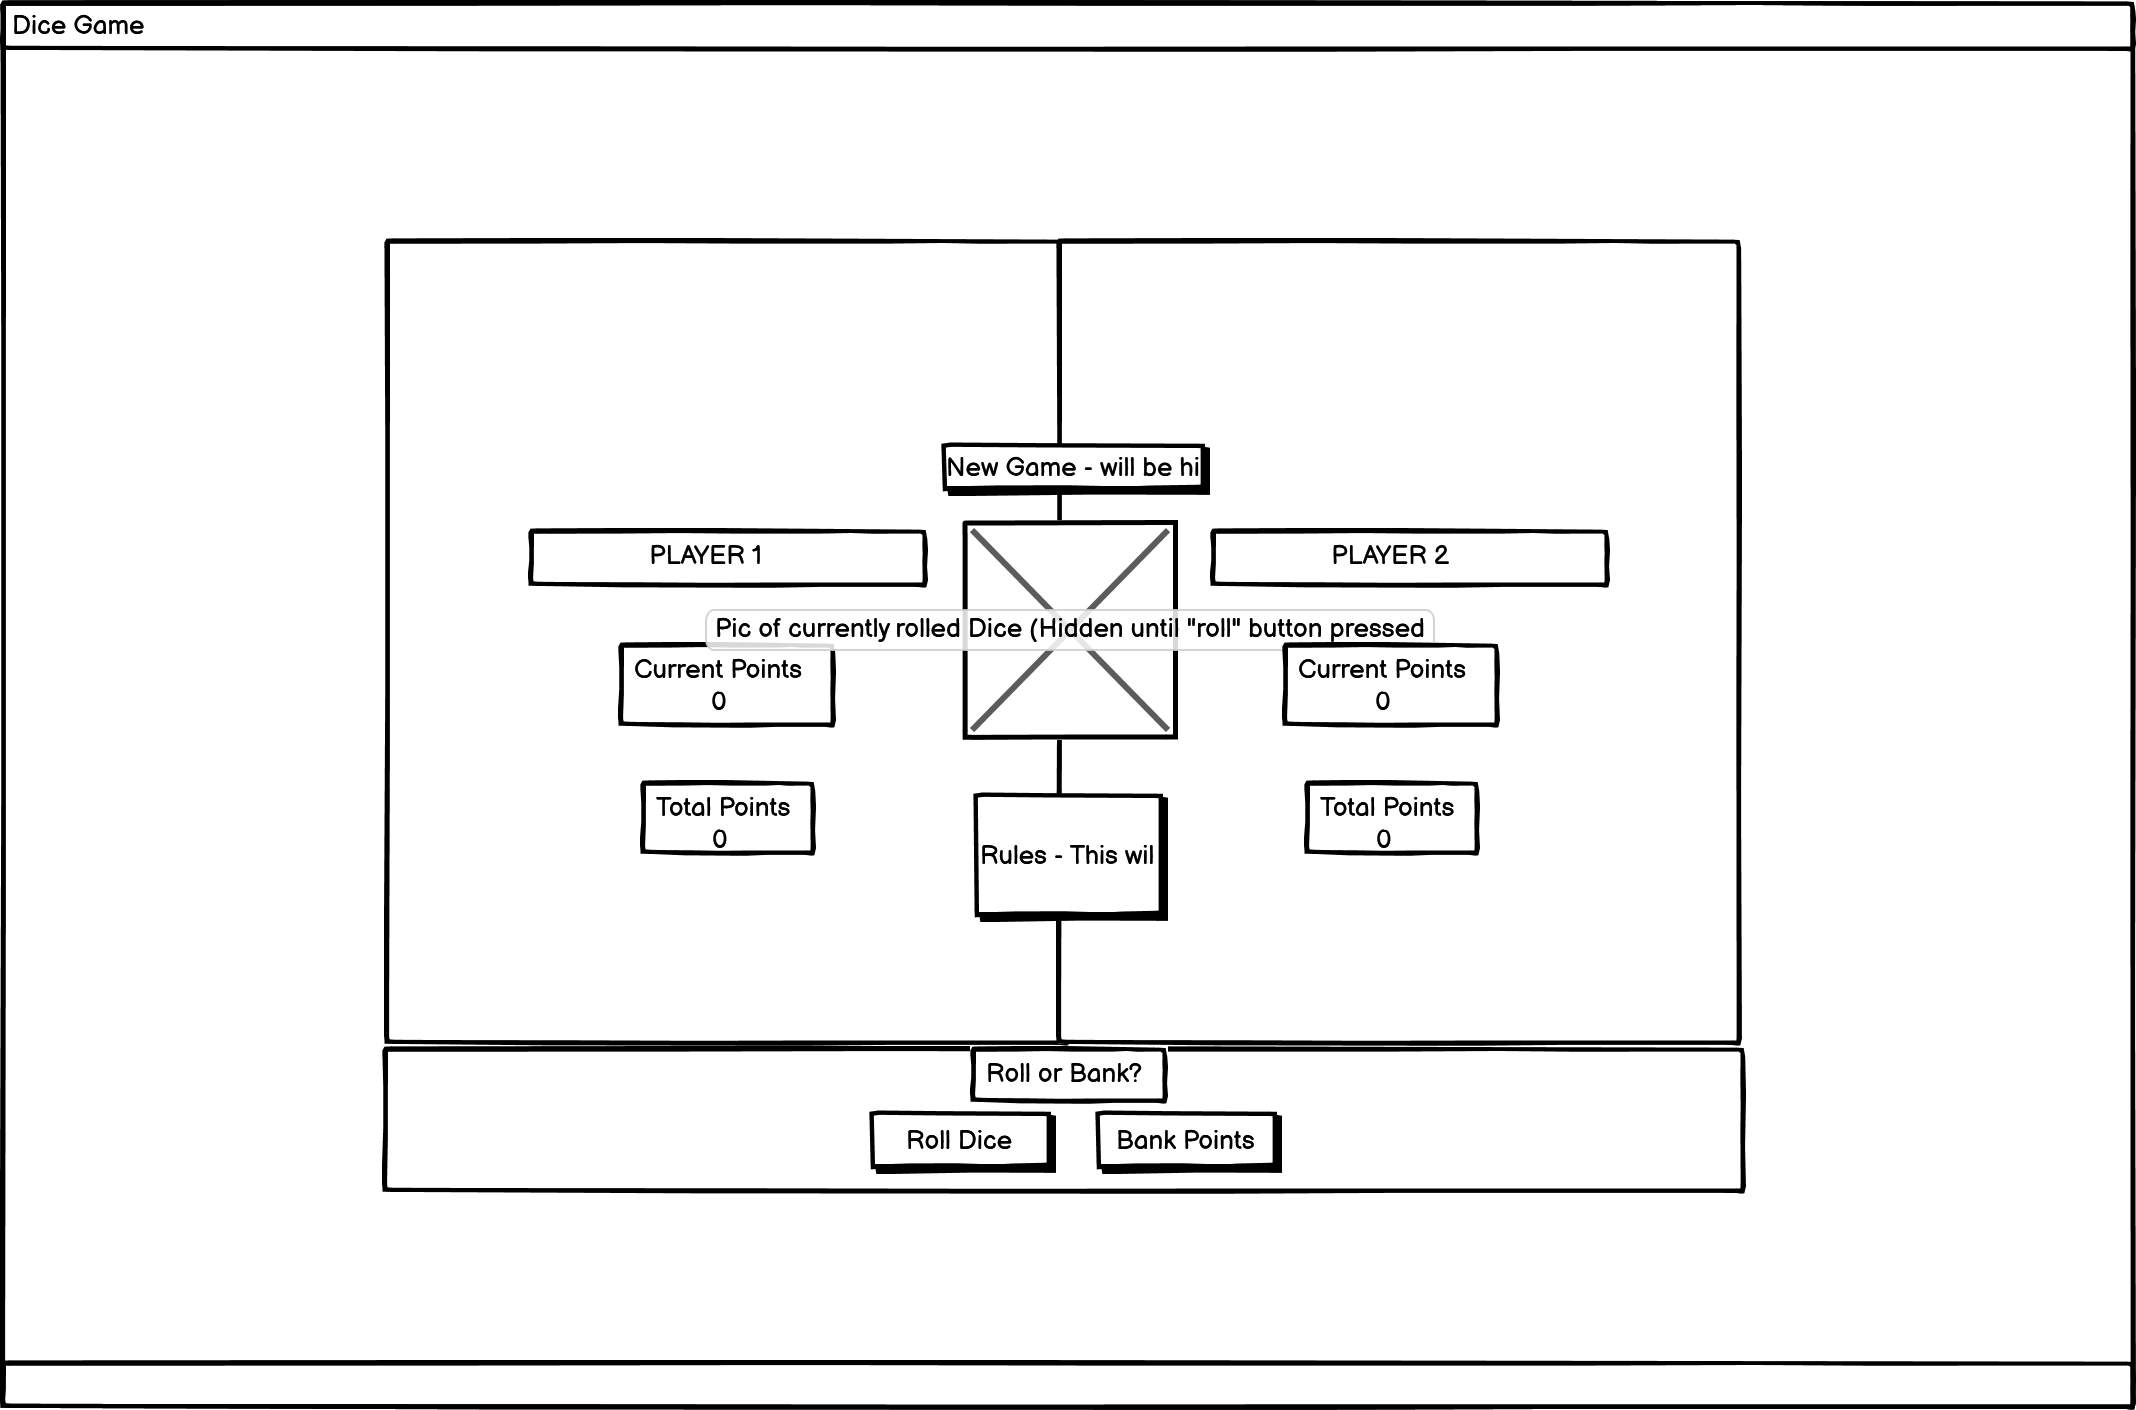 Dice Game
New Game - will be hi
PLAYER 1
PLAYER 2
Pic of currently rolled Dice (Hidden until "roll" button pressed
Current Points
0
Current Points
0
Total Points
0
Total Points
0
Rules - This wil
Roll or Bank?
Roll Dice
Bank Points